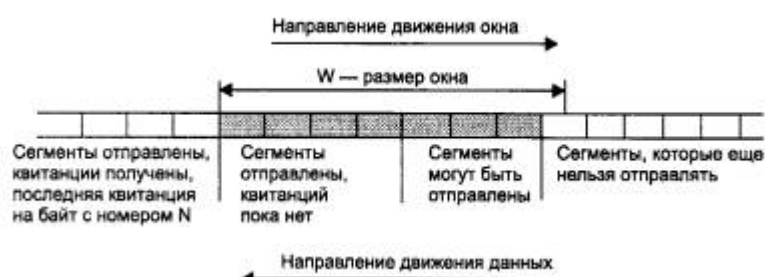 Направление движения окна
W — размер окна
Сегменты отправлены,
квитанции получены,
последняя квитанция
на байт с номером N
Сегменты
отправлены,
квитанций
пока нет
Сегменты
могут быть
отправлены
Сегменты, которые еще
нельзя отправлять
Направление движения данных